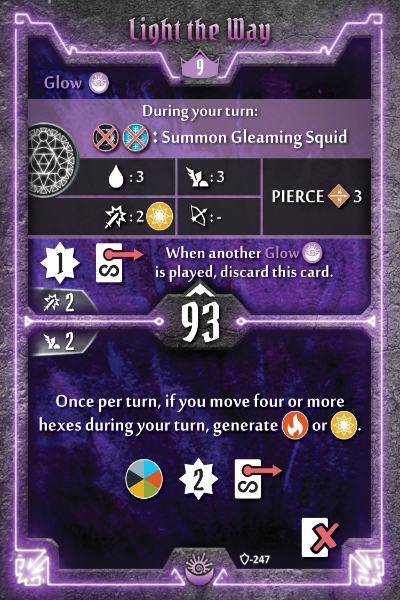 Light the Way
9
Glow
During your turn:
: Summon Gleaming Squid
: 3
: 3
PIERCE 3
: 2
: -
1
When another Glow
is played, discard this card.
2
93
2
Once per turn, if you move four or more
hexes during your turn, generate or .
2
-247